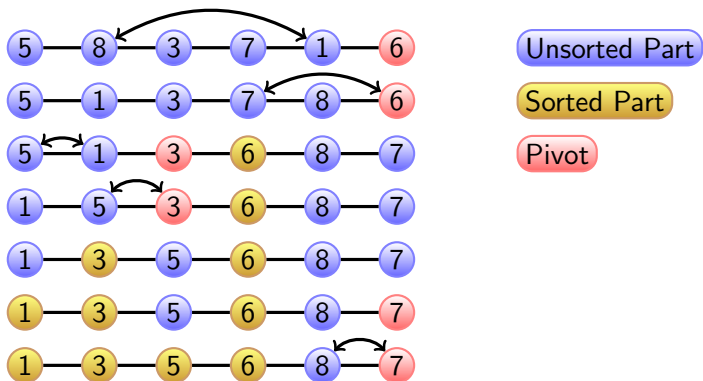 5 8 3 7 1 6 Unsorted Part
5 1 3 7 8 6 Sorted Part
5 1 3 6 8 7 Pivot
1 5 3 6 8 7
1 3 5 6 8 7
1 3 5 6 8 7
1 3 5 6 8 7